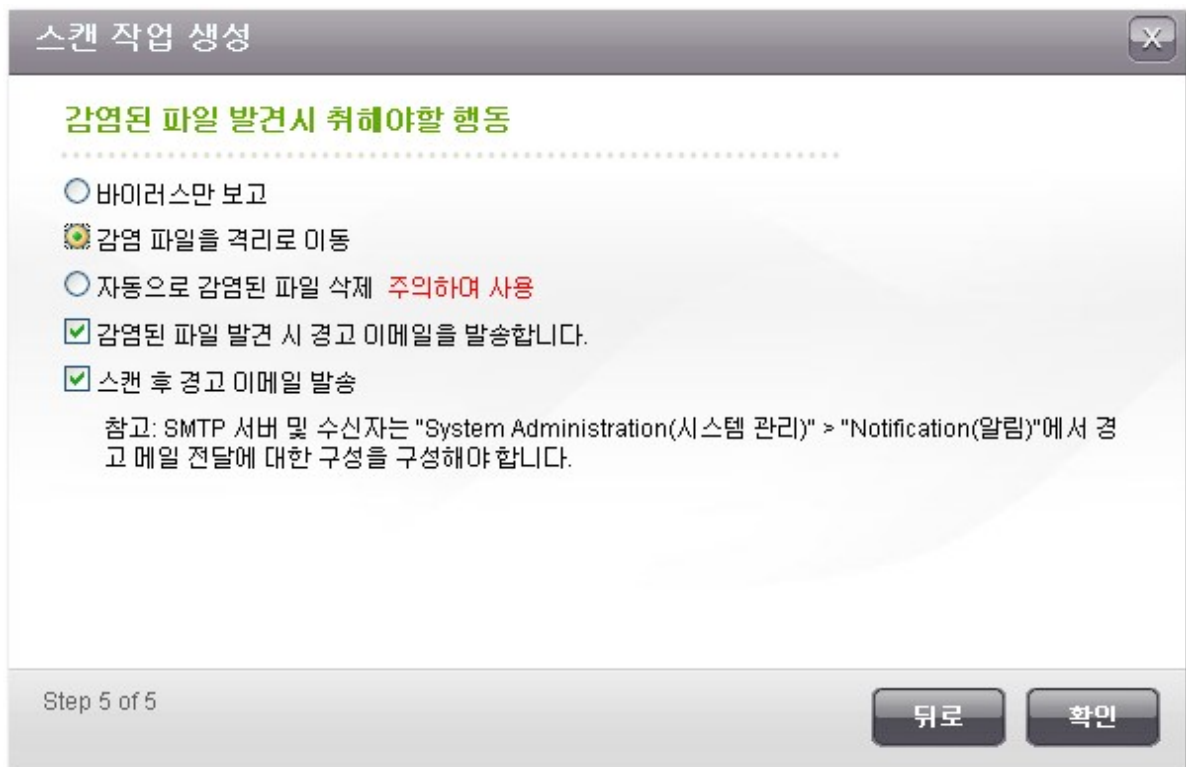 스캔 작업 생성
X
감염된 파일 발견시 취해야할 행동
바이러스만 보고
감염 파일을 격리로 이동
자동으로 감염된 파일 삭제 주의하며 사용
감염된 파일 발견 시 경고 이메일을 발송합니다.
스캔 후 경고 이메일 발송
참고: SMTP 서버 및 수신자는 "System Administration(시스템 관리)" > "Notification(알림)"에서 경
고 메일 전달에 대한 구성을 구성해야 합니다.
Step 5 of 5
뒤로
확인